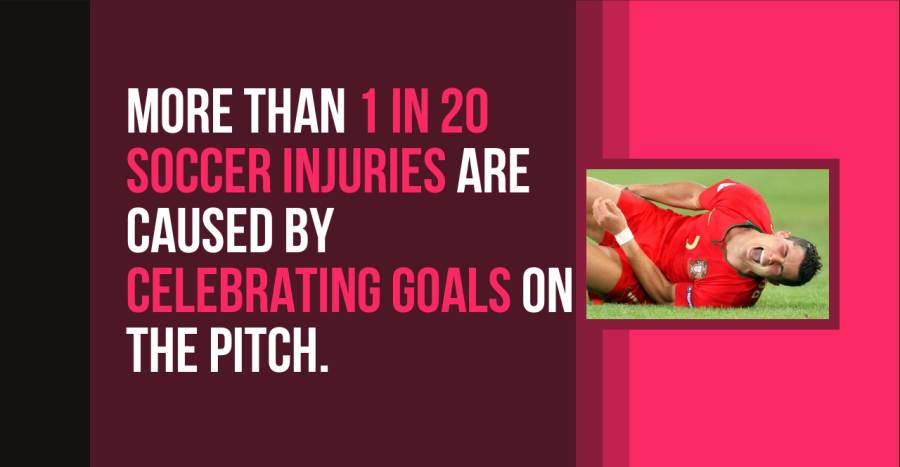 MORE THAN 1 IN 20
SOCCER INJURIES ARE
CAUSED BY
CELEBRATING GOALS ON
THE PITCH.